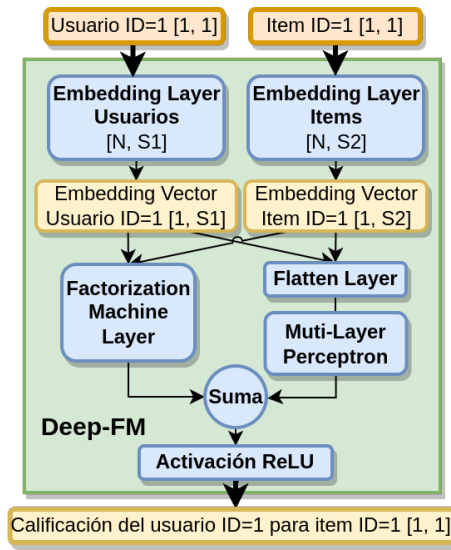 Usuario ID=1 [1, 1]
Item ID=1 [1, 1]
Embedding Layer
Usuarios
[N, S1]
Embedding Layer
Items
[N, S2]
Embedding Vector
Usuario ID=1 [1, S1]
Embedding Vector
Item ID=1 [1, S2]
Factorization
Machine
Layer
Flatten Layer
Muti-Layer
Perceptron
Suma
Deep-FM
Activación ReLU
Calificación del usuario ID=1 para item ID=1 [1, 1]